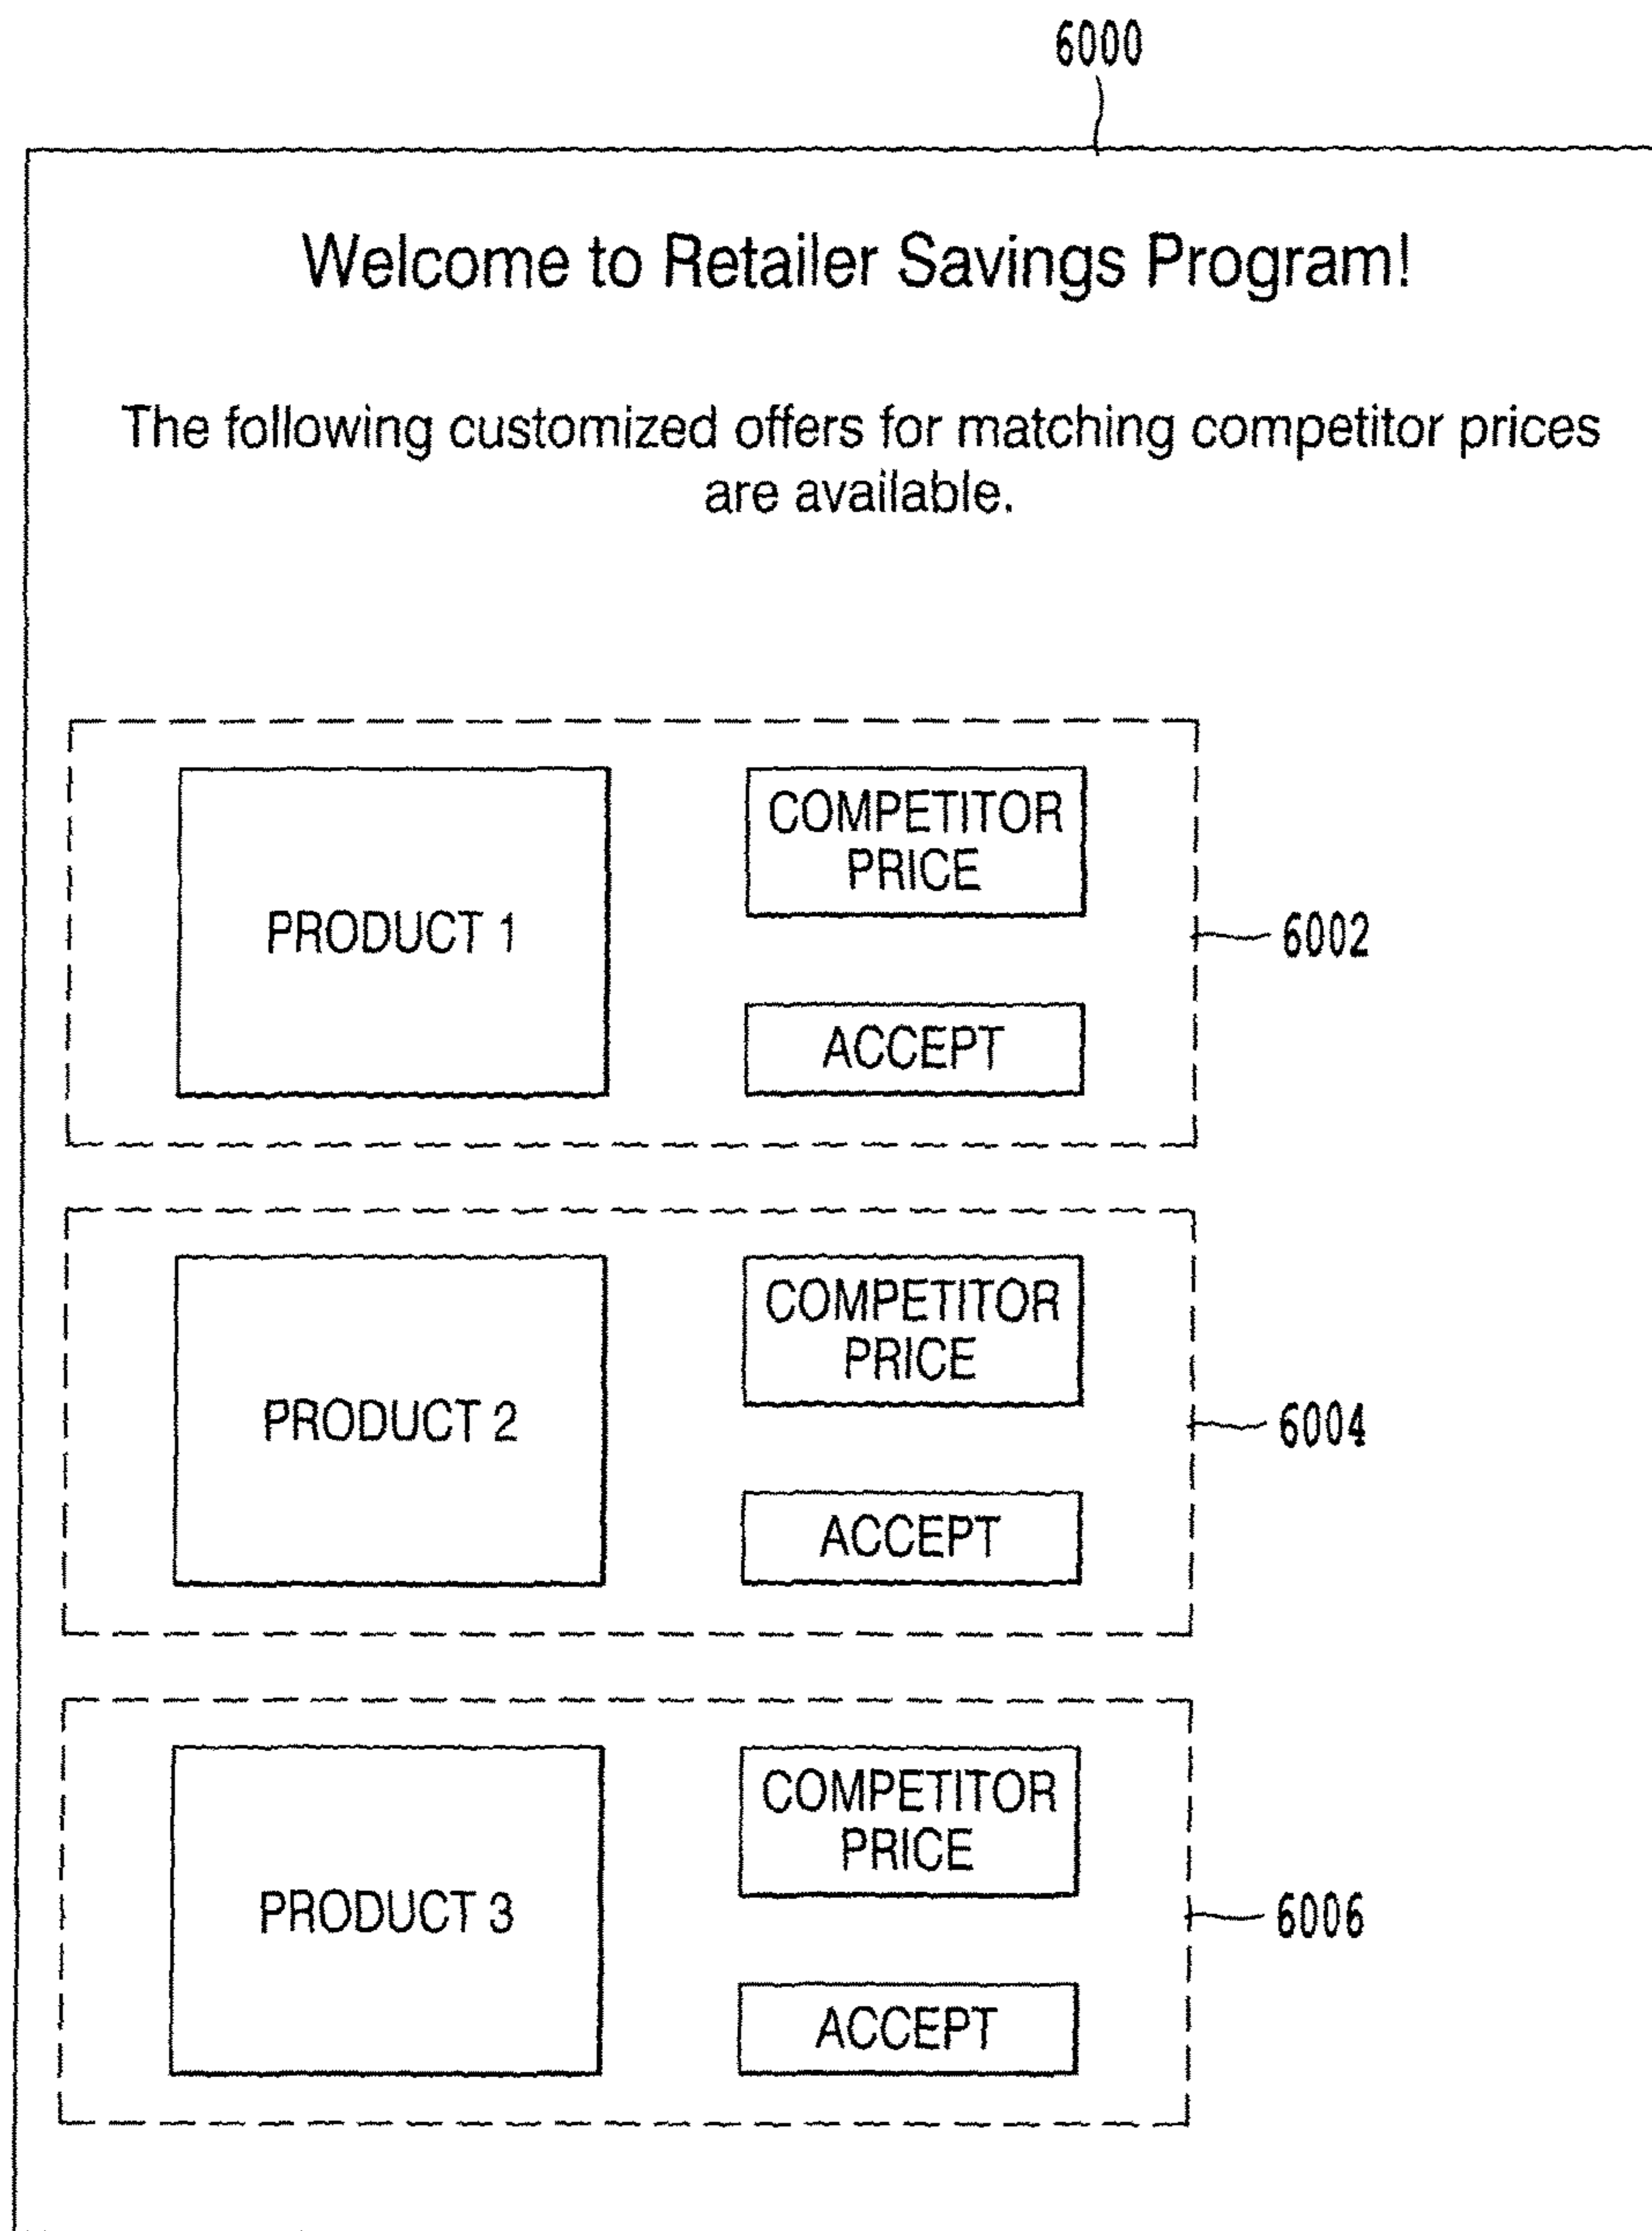 6000
Welcome to Retailer Savings Program!
The following customized offers for matching competitor prices
are available.
COMPETITOR
PRICE
PRODUCT 1
6002
ACCEPT
COMPETITOR
PRICE
PRODUCT 2
6004
ACCEPT
COMPETITOR
PRICE
PRODUCT 3
6006
ACCEPT